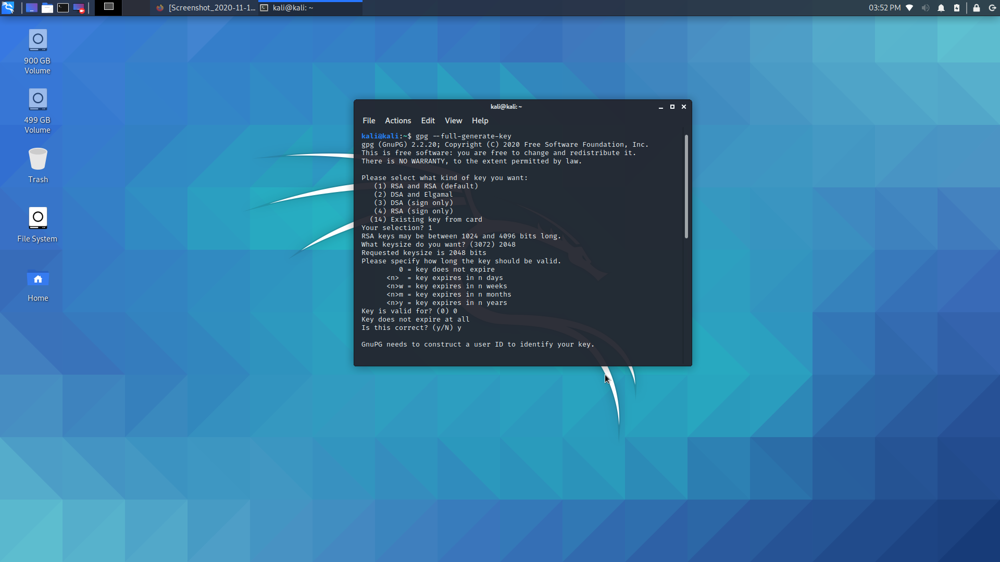 [Screenshot_2020-11-1...
kali@kali: ~
03:52 PM
900 GB
Volume
499 GB
Volume
Trash
File System
Home
kali@kali: ~
File Actions Edit View Help
kali@kali:~$ gpg --full-generate-key
gpg (GnuPG) 2.2.20; Copyright (C) 2020 Free Software Foundation, Inc.
This is free software: you are free to change and redistribute it.
There is NO WARRANTY, to the extent permitted by law.
Please select what kind of key you want:
(1) RSA and RSA (default)
(2) DSA and Elgamal
(3) DSA (sign only)
(4) RSA (sign only)
(14) Existing key from card
Your selection? 1
RSA keys may be between 1024 and 4096 bits long.
What keysize do you want? (3072) 2048
Requested keysize is 2048 bits
Please specify how long the key should be valid.
0 = key does not expire
<n>  = key expires in n days
<n>w = key expires in n weeks
<n>m = key expires in n months
<n>y = key expires in n years
Key is valid for? (0) 0
Key does not expire at all
Is this correct? (y/N) y
GnuPG needs to construct a user ID to identify your key.